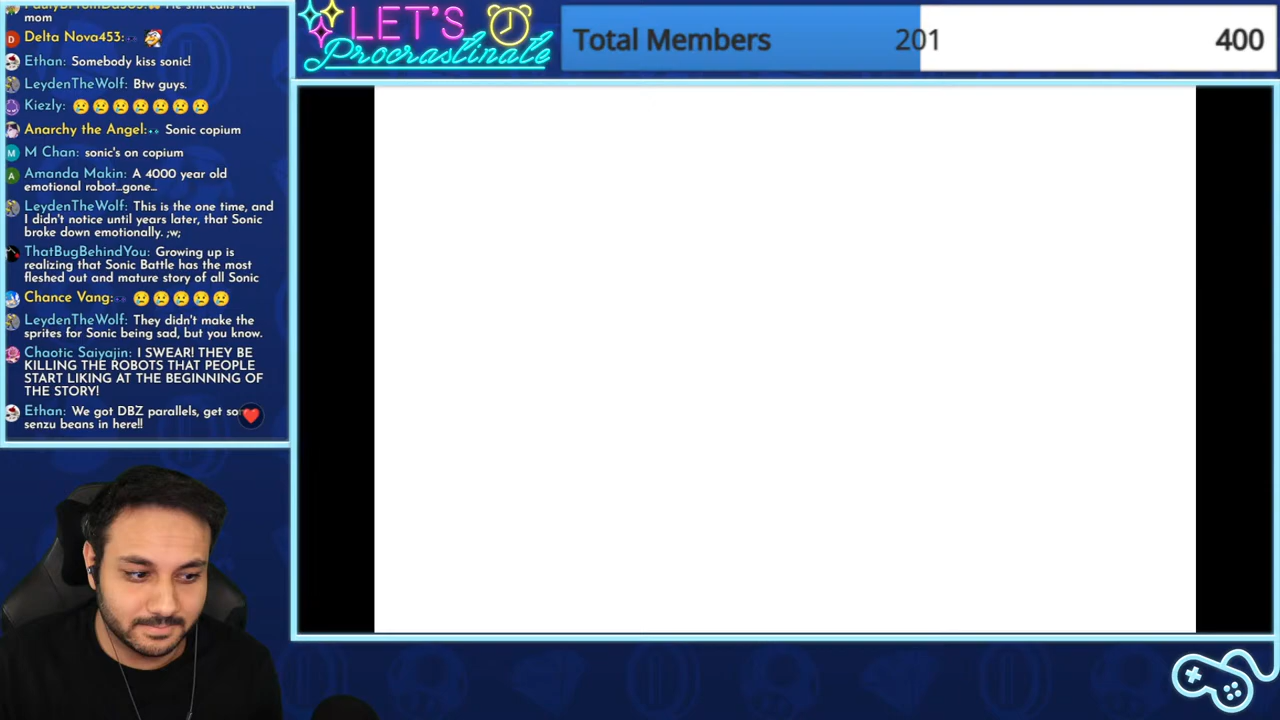 He still calls her
mom
Delta Nova453:
Ethan: Somebody kiss sonic!
LeydenTheWolf: Btw guys.
Kiezly: 😢😢😢😢😢😢😢
Anarchy the Angel: Sonic copium
M Chan: sonic's on copium
Amanda Makin: A 4000 year old
emotional robot...gone...
LeydenTheWolf: This is the one time, and
I didn't notice until years later, that Sonic
broke down emotionally. ;w;
ThatBugBehindYou: Growing up is
realizing that Sonic Battle has the most
fleshed out and mature story of all Sonic
Chance Vang: 😢😢😢😢😢
LeydenTheWolf: They didn't make the
sprites for Sonic being sad, but you know.
Chaotic Saiyajin: I SWEAR! THEY BE
KILLING THE ROBOTS THAT PEOPLE
START LIKING AT THE BEGINNING OF
THE STORY!
Ethan: We got DBZ parallels, get
senzu beans in here!!
LET'S
Procrastinate
Total Members 201 400